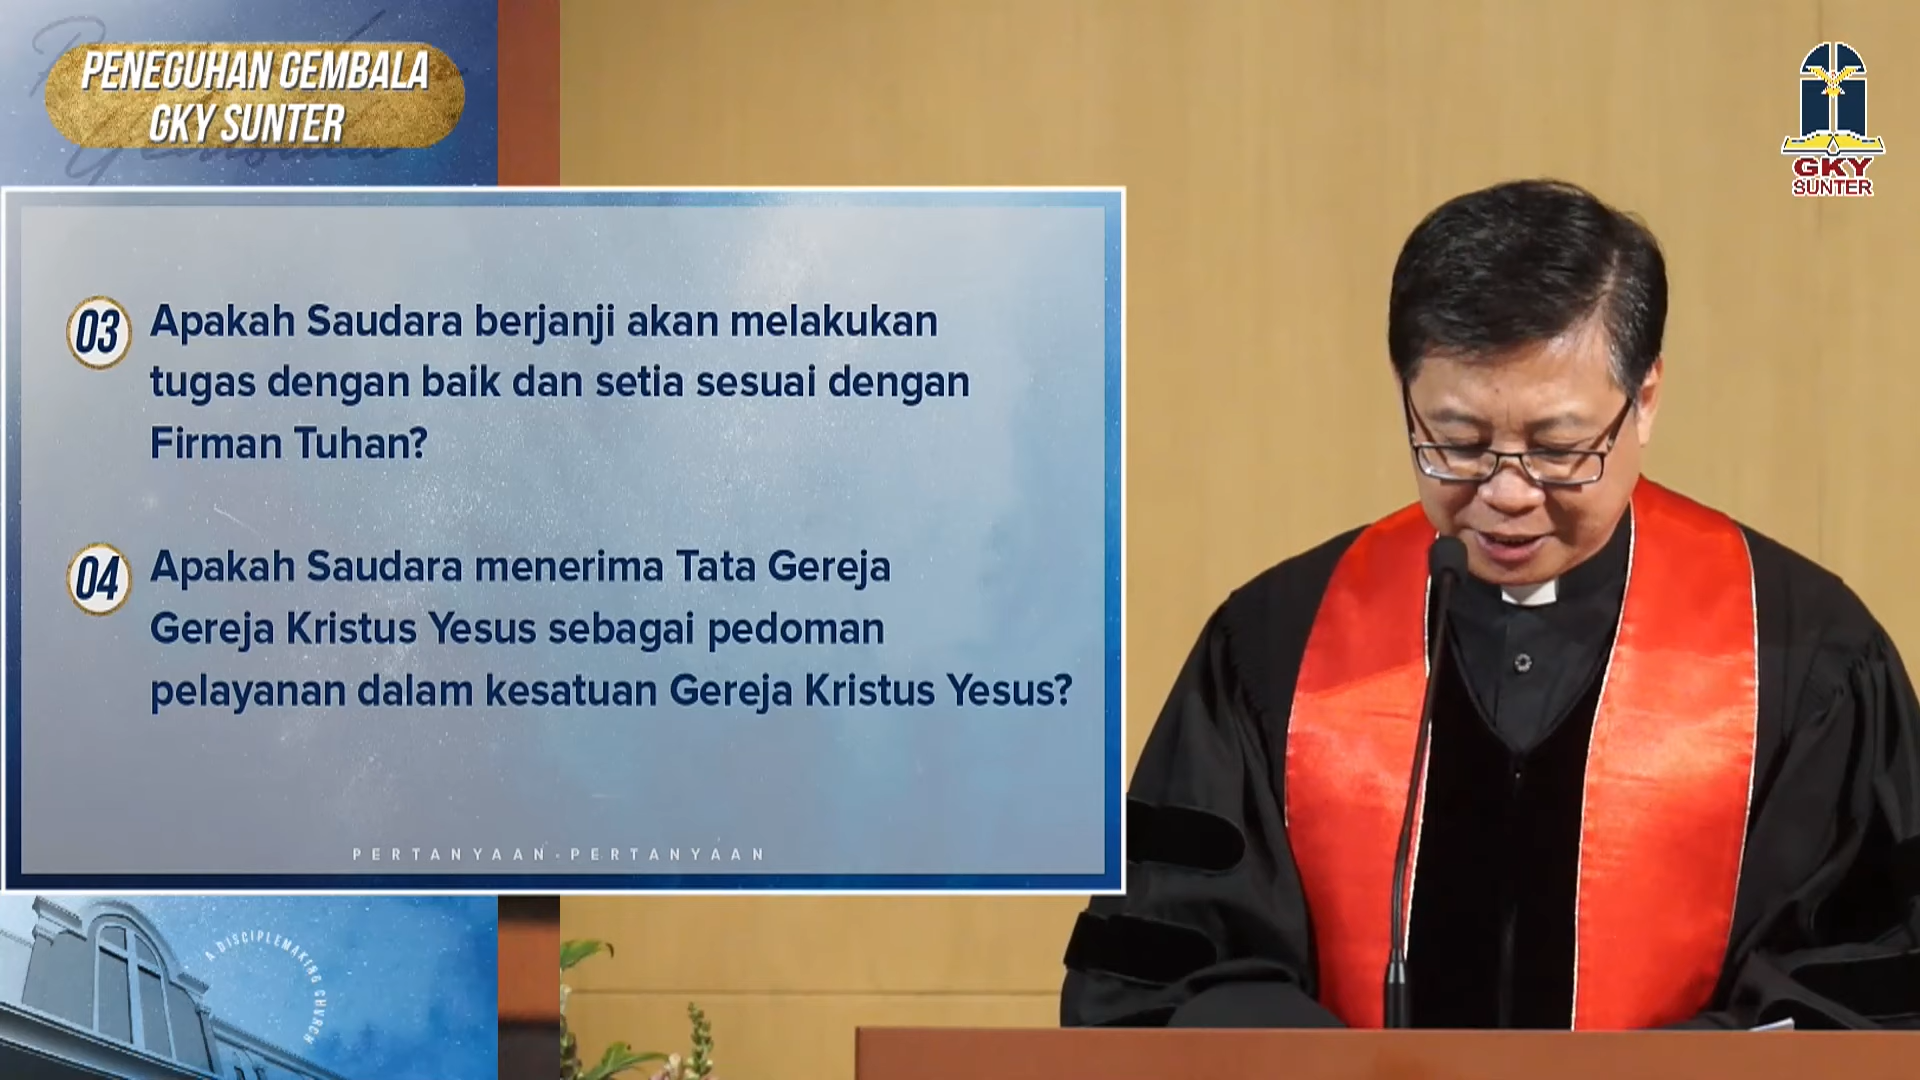 PENEGUHAN GEMBALA
GKY SUNTER
GKY
SUNTER
03
Apakah Saudara berjanji akan melakukan
tugas dengan baik dan setia sesuai dengan
Firman Tuhan?
04
Apakah Saudara menerima Tata Gereja
Gereja Kristus Yesus sebagai pedoman
pelayanan dalam kesatuan Gereja Kristus Yesus?
PERTANYAAN-PERTANYAAN
A DISCIPLEMAKING CHURCH